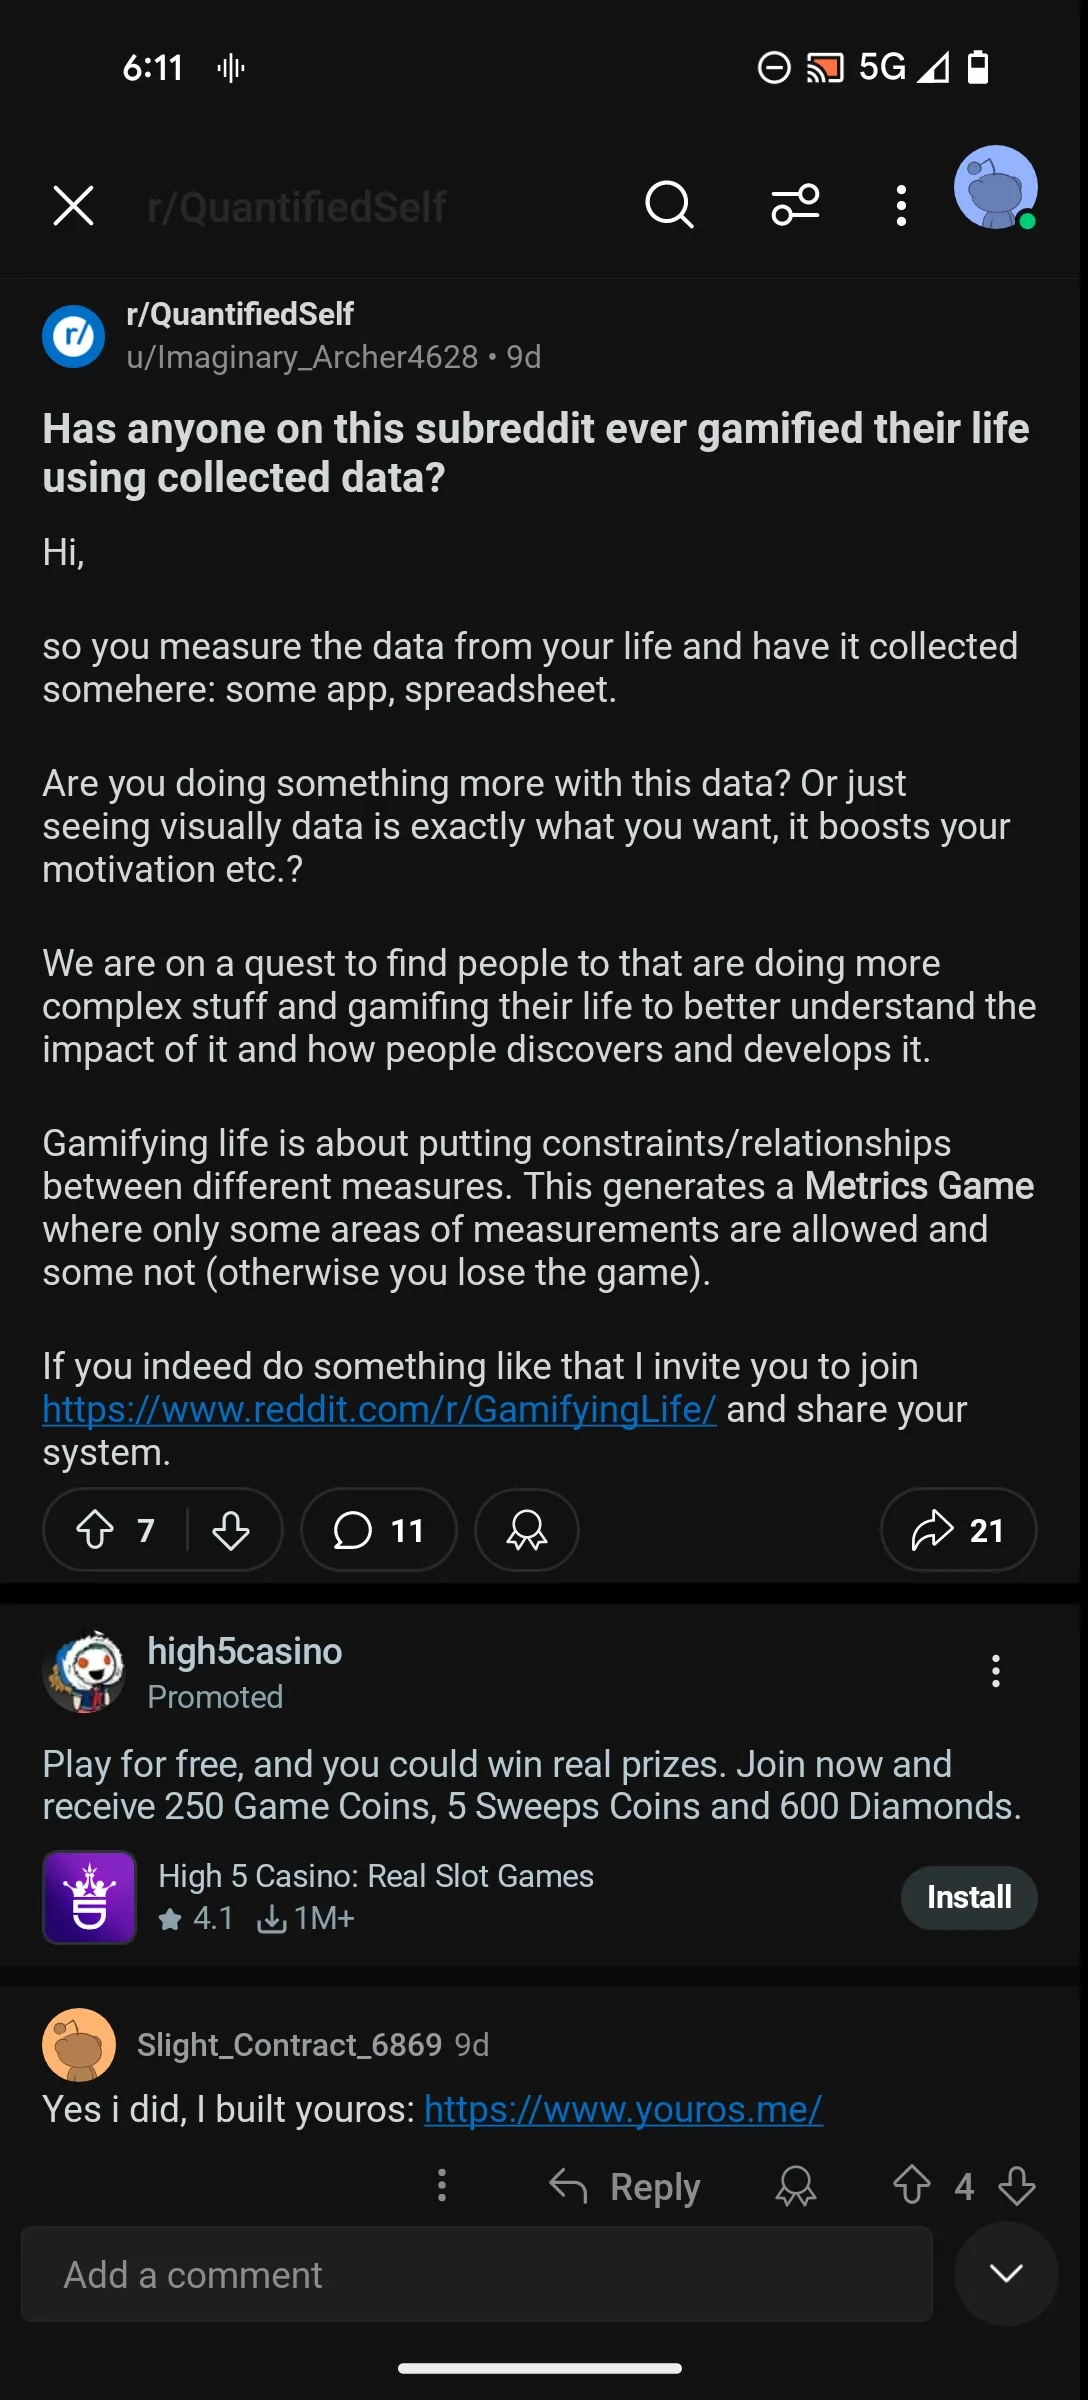 6:11
5G
r/QuantifiedSelf
r/QuantifiedSelf
u/Imaginary_Archer4628 • 9d
Has anyone on this subreddit ever gamified their life
using collected data?
Hi,
so you measure the data from your life and have it collected
somehere: some app, spreadsheet.
Are you doing something more with this data? Or just
seeing visually data is exactly what you want, it boosts your
motivation etc.?
We are on a quest to find people to that are doing more
complex stuff and gamifing their life to better understand the
impact of it and how people discovers and develops it.
Gamifying life is about putting constraints/relationships
between different measures. This generates a Metrics Game
where only some areas of measurements are allowed and
some not (otherwise you lose the game).
If you indeed do something like that I invite you to join
https://www.reddit.com/r/GamifyingLife/ and share your
system.
7 11 21
high5casino
Promoted
Play for free, and you could win real prizes. Join now and
receive 250 Game Coins, 5 Sweeps Coins and 600 Diamonds.
High 5 Casino: Real Slot Games
4.1 1M+
Install
Slight_Contract_6869 9d
Yes i did, I built youros: https://www.youros.me/
Reply 4
Add a comment